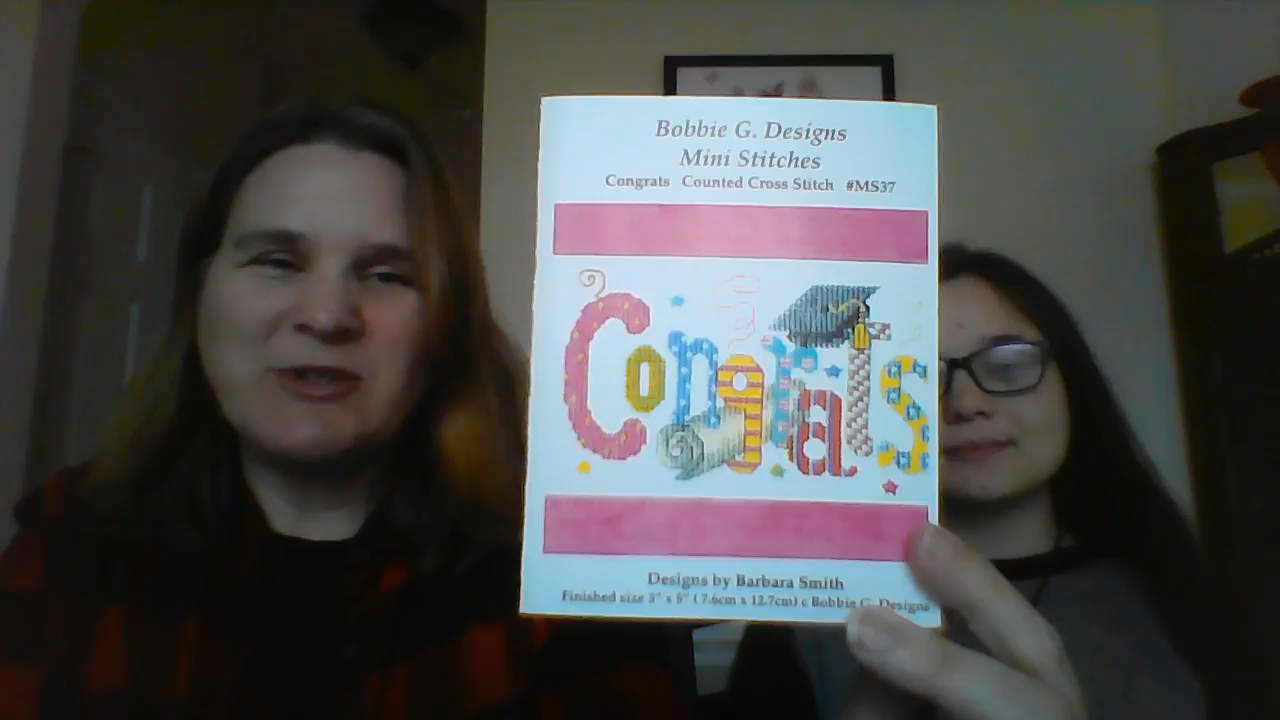 Bobbie G. Designs
Mini Stitches
Congrats Counted Cross Stitch #MS37
Congrats
Designs by Barbara Smith
Finished size 3" x 5" ( 7.6cm x 12.7cm) c Bobbie G. Designs